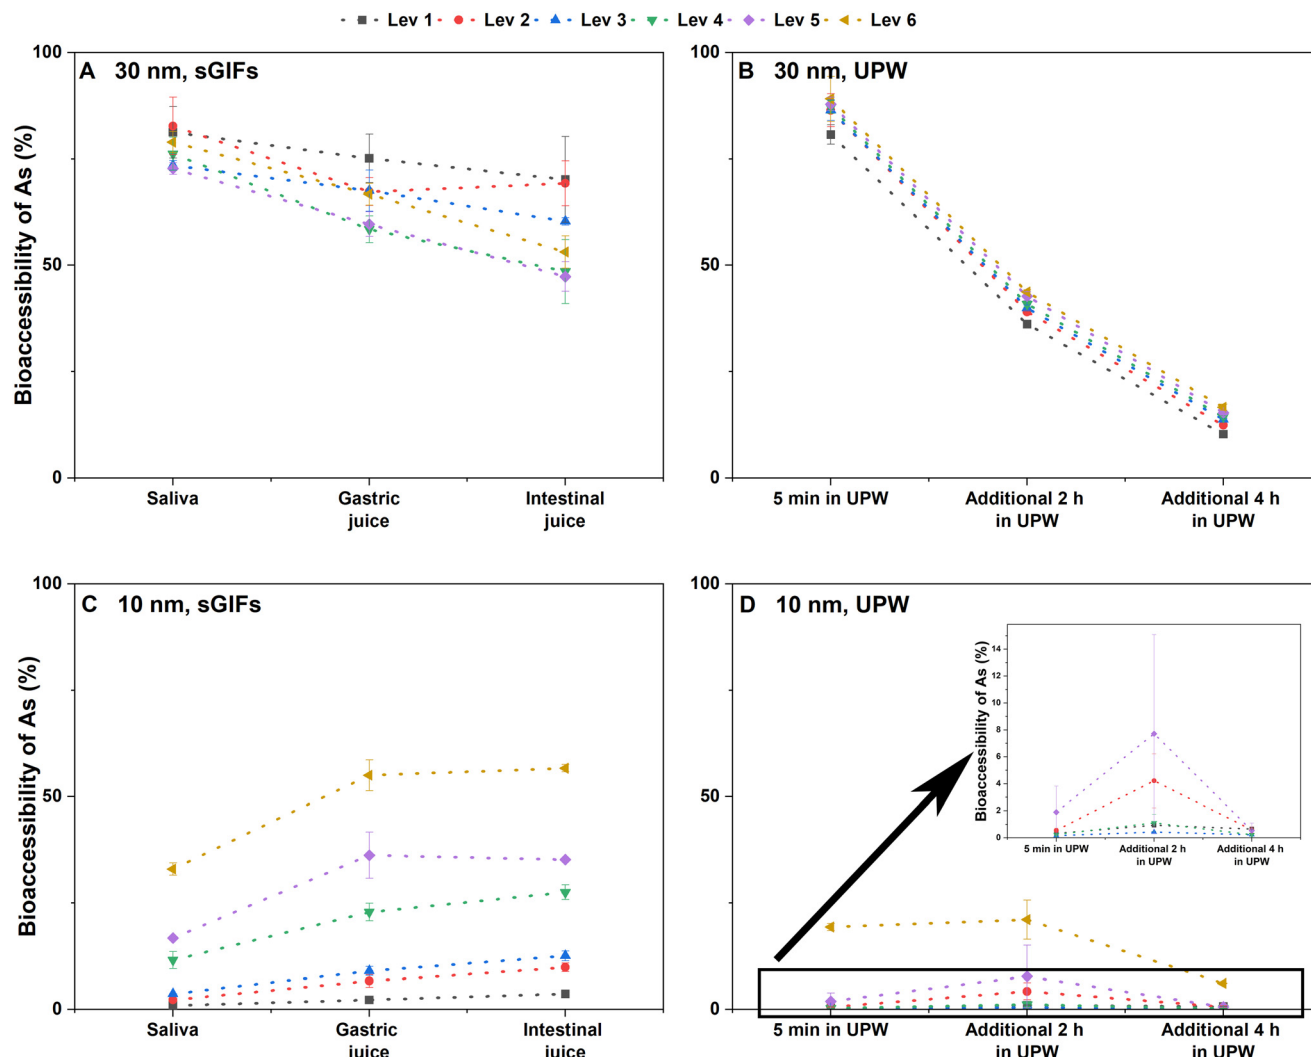 Lev 1 Lev 2 Lev 3 Lev 4 Lev 5 Lev 6
A 30 nm, sGIFs
Bioaccessibility of As (%)
100
50
0
Saliva
Gastric
juice
Intestinal
juice
B 30 nm, UPW
100
50
0
5 min in UPW
Additional 2 h
in UPW
Additional 4 h
in UPW
C 10 nm, sGIFs
Bioaccessibility of As (%)
100
50
0
Saliva
Gastric
juice
Intestinal
juice
D 10 nm, UPW
100
50
0
5 min in UPW
Additional 2 h
in UPW
Additional 4 h
in UPW
Bioaccessibility of As (%)
14
12
10
8
6
4
2
0
5 min in UPW
Additional 2 h
in UPW
Additional 4 h
in UPW